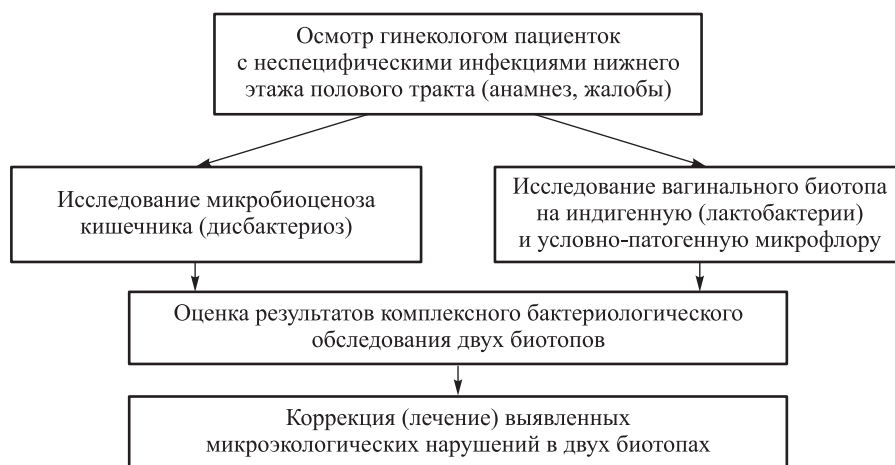 Осмотр гинекологом пациенток
с неспецифическими инфекциями нижнего
этажа полового тракта (анамнез, жалобы)
Исследование микробиоценоза
кишечника (дисбактериоз)
Исследование вагинального биотопа
на индигенную (лактобактерии)
и условно-патогенную микрофлору
Оценка результатов комплексного бактериологического
обследования двух биотопов
Коррекция (лечение) выявленных
микроэкологических нарушений в двух биотопах